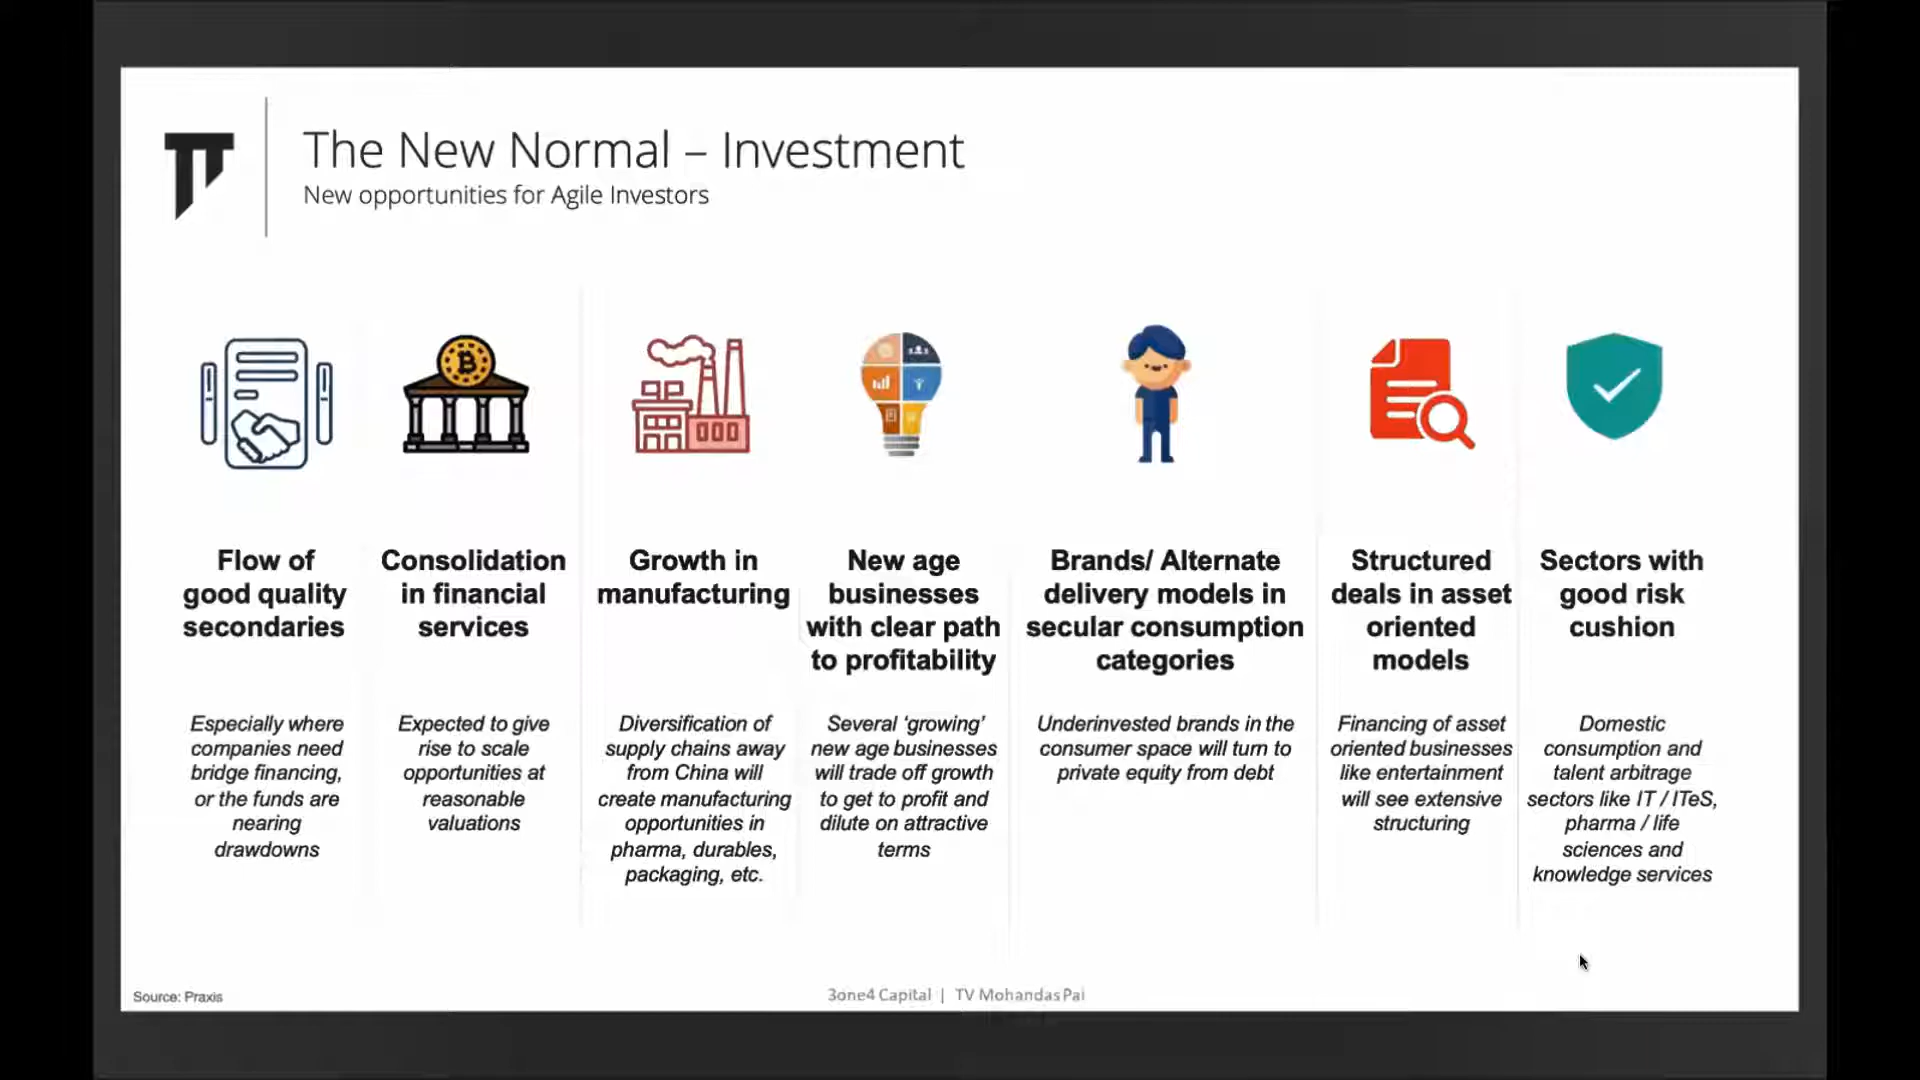 The New Normal – Investment
New opportunities for Agile Investors
Flow of
good quality
secondaries
Especially where
companies need
bridge financing,
or the funds are
nearing
drawdowns
Consolidation
in financial
services
Expected to give
rise to scale
opportunities at
reasonable
valuations
Growth in
manufacturing
Diversification of
supply chains away
from China will
create manufacturing
opportunities in
pharma, durables,
packaging, etc.
New age
businesses
with clear path
to profitability
Several ‘growing’
new age businesses
will trade off growth
to get to profit and
dilute on attractive
terms
Brands/ Alternate
delivery models in
secular consumption
categories
Underinvested brands in the
consumer space will turn to
private equity from debt
Structured
deals in asset
oriented
models
Financing of asset
oriented businesses
like entertainment
will see extensive
structuring
Sectors with
good risk
cushion
Domestic
consumption and
talent arbitrage
sectors like IT / ITeS,
pharma / life
sciences and
knowledge services
Source: Praxis
3one4 Capital | TV Mohandas Pai